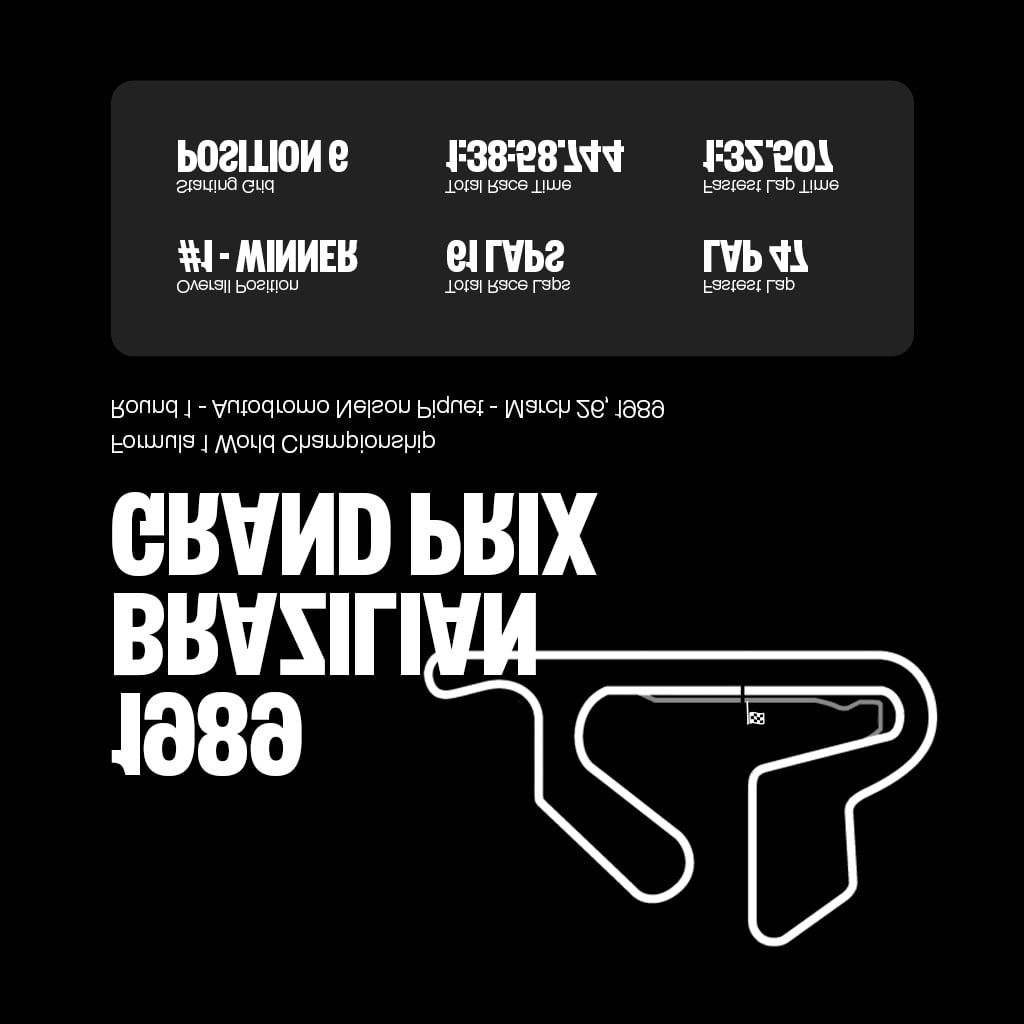 1989
BRAZILIAN
GRAND PRIX
Formula 1 World Championship
Round 1 - Autodromo Nelson Piquet - March 26, 1989
Overall Position
#1 - WINNER
Total Race Laps
61 LAPS
Fastest Lap
LAP 47
Starting Grid
POSITION 6
Total Race Time
1:38:58.744
Fastest Lap Time
1:32.507